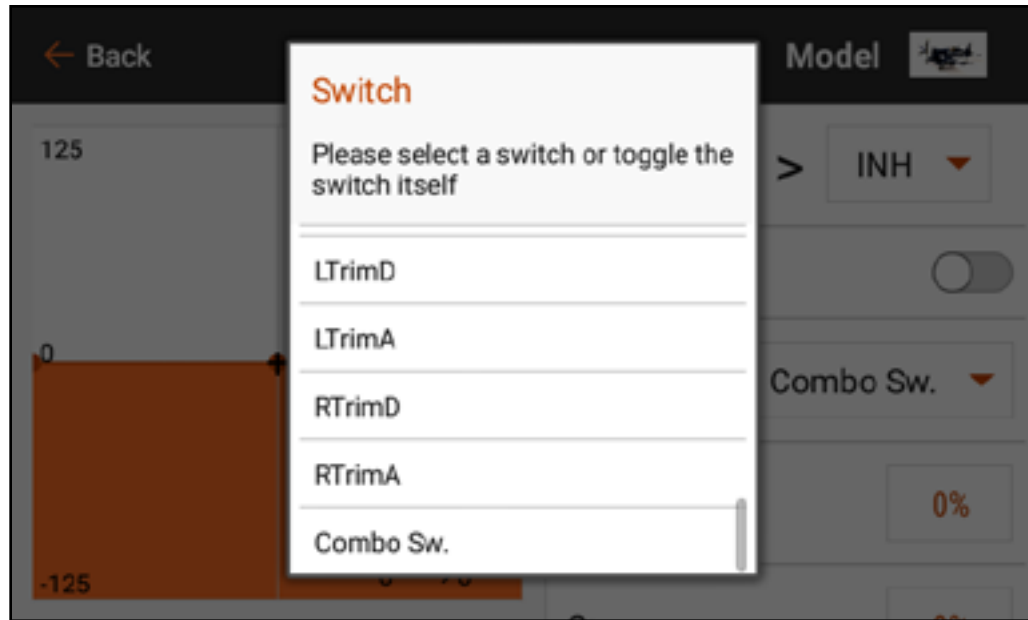 Back
Model
Switch
Please select a switch or toggle the
switch itself
LTrimD
LTrimA
RTrimD
RTrimA
Combo Sw.
125
0
-125
> INH
Combo Sw.
0%